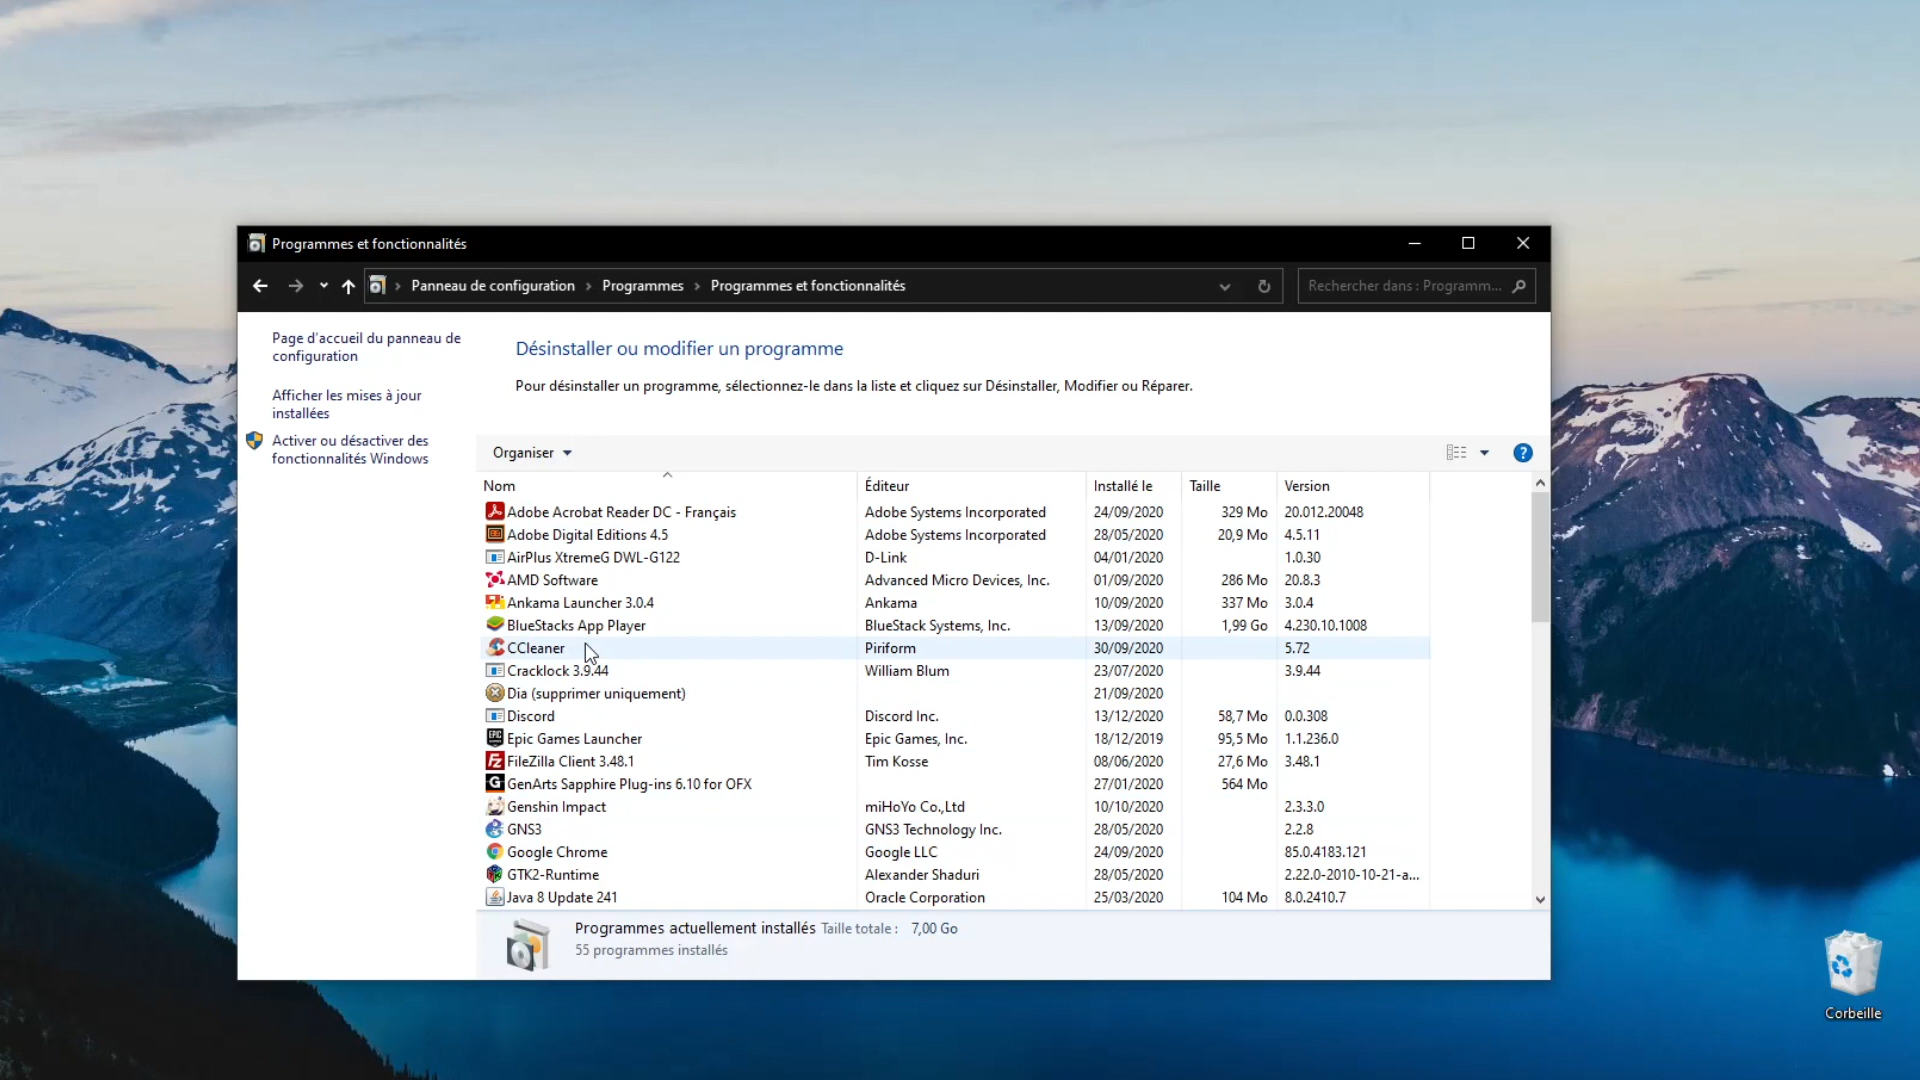 Programmes et fonctionnalités
Panneau de configuration > Programmes > Programmes et fonctionnalités
Rechercher dans : Programm...
Page d'accueil du panneau de
configuration
Afficher les mises à jour
installées
Activer ou désactiver des
fonctionnalités Windows
Désinstaller ou modifier un programme
Pour désinstaller un programme, sélectionnez-le dans la liste et cliquez sur Désinstaller, Modifier ou Réparer.
Organiser
?
Nom Éditeur Installé le Taille Version
Adobe Acrobat Reader DC - Français Adobe Systems Incorporated 24/09/2020 329 Mo 20.012.20048
Adobe Digital Editions 4.5 Adobe Systems Incorporated 28/05/2020 20,9 Mo 4.5.11
AirPlus XtremeG DWL-G122 D-Link 04/01/2020 1.0.30
AMD Software Advanced Micro Devices, Inc. 01/09/2020 286 Mo 20.8.3
Ankama Launcher 3.0.4 Ankama 10/09/2020 337 Mo 3.0.4
BlueStacks App Player BlueStack Systems, Inc. 13/09/2020 1,99 Go 4.230.10.1008
CCleaner Piriform 30/09/2020 5.72
Cracklock 3.9.44 William Blum 23/07/2020 3.9.44
Dia (supprimer uniquement) 21/09/2020
Discord Discord Inc. 13/12/2020 58,7 Mo 0.0.308
Epic Games Launcher Epic Games, Inc. 18/12/2019 95,5 Mo 1.1.236.0
FileZilla Client 3.48.1 Tim Kosse 08/06/2020 27,6 Mo 3.48.1
GenArts Sapphire Plug-ins 6.10 for OFX 27/01/2020 564 Mo
Genshin Impact miHoYo Co.,Ltd 10/10/2020 2.3.3.0
GNS3 GNS3 Technology Inc. 28/05/2020 2.2.8
Google Chrome Google LLC 24/09/2020 85.0.4183.121
GTK2-Runtime Alexander Shaduri 28/05/2020 2.22.0-2010-10-21-a...
Java 8 Update 241 Oracle Corporation 25/03/2020 104 Mo 8.0.2410.7
Programmes actuellement installés Taille totale : 7,00 Go
55 programmes installés
Corbeille